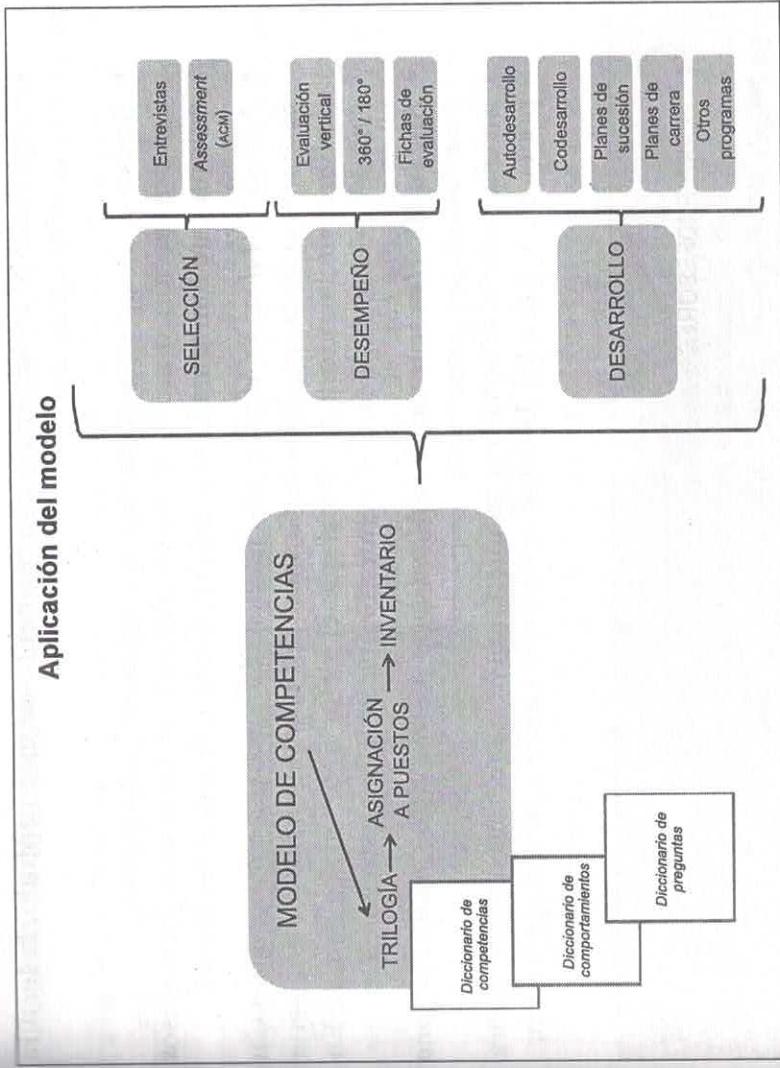 Aplicación del modelo
MODELO DE COMPETENCIAS
TRILOGÍA → ASIGNACIÓN → INVENTARIO
A PUESTOS
Diccionario de
competencias
Diccionario de
comportamientos
Diccionario de
preguntas
SELECCIÓN
Entrevistas
Assessment
(ACM)
DESEMPEÑO
Evaluación
vertical
360° / 180°
Fichas de
evaluación
DESARROLLO
Autodesarrollo
Codesarrollo
Planes de
sucesión
Planes de
carrera
Otros
programas